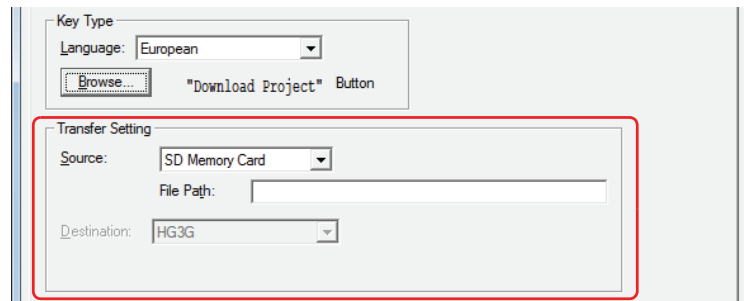 Key Type
Language: European
Browse... "Download Project" Button
Transfer Setting
Source: SD Memory Card
File Path:
Destination: HG3G